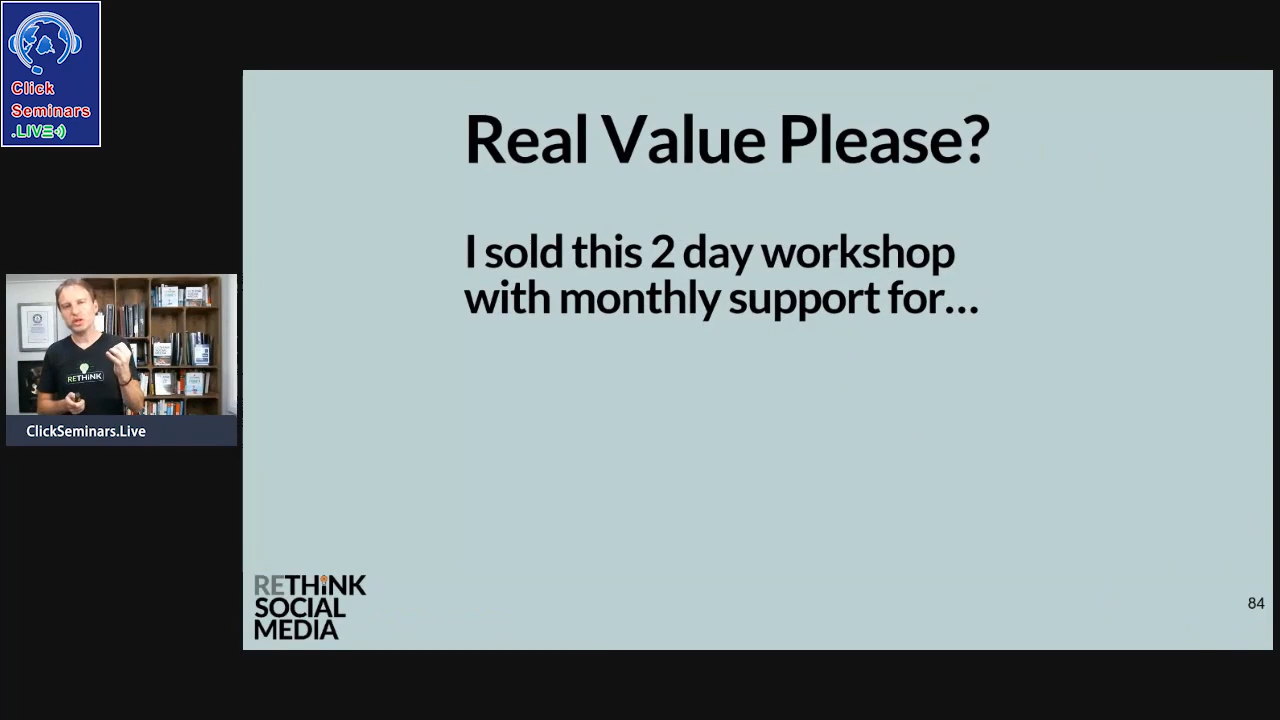 Click
Seminars
.LIVE
Real Value Please?
I sold this 2 day workshop
with monthly support for...
RETHiNK
ClickSeminars.Live
RETHiNK
SOCIAL
MEDIA
84